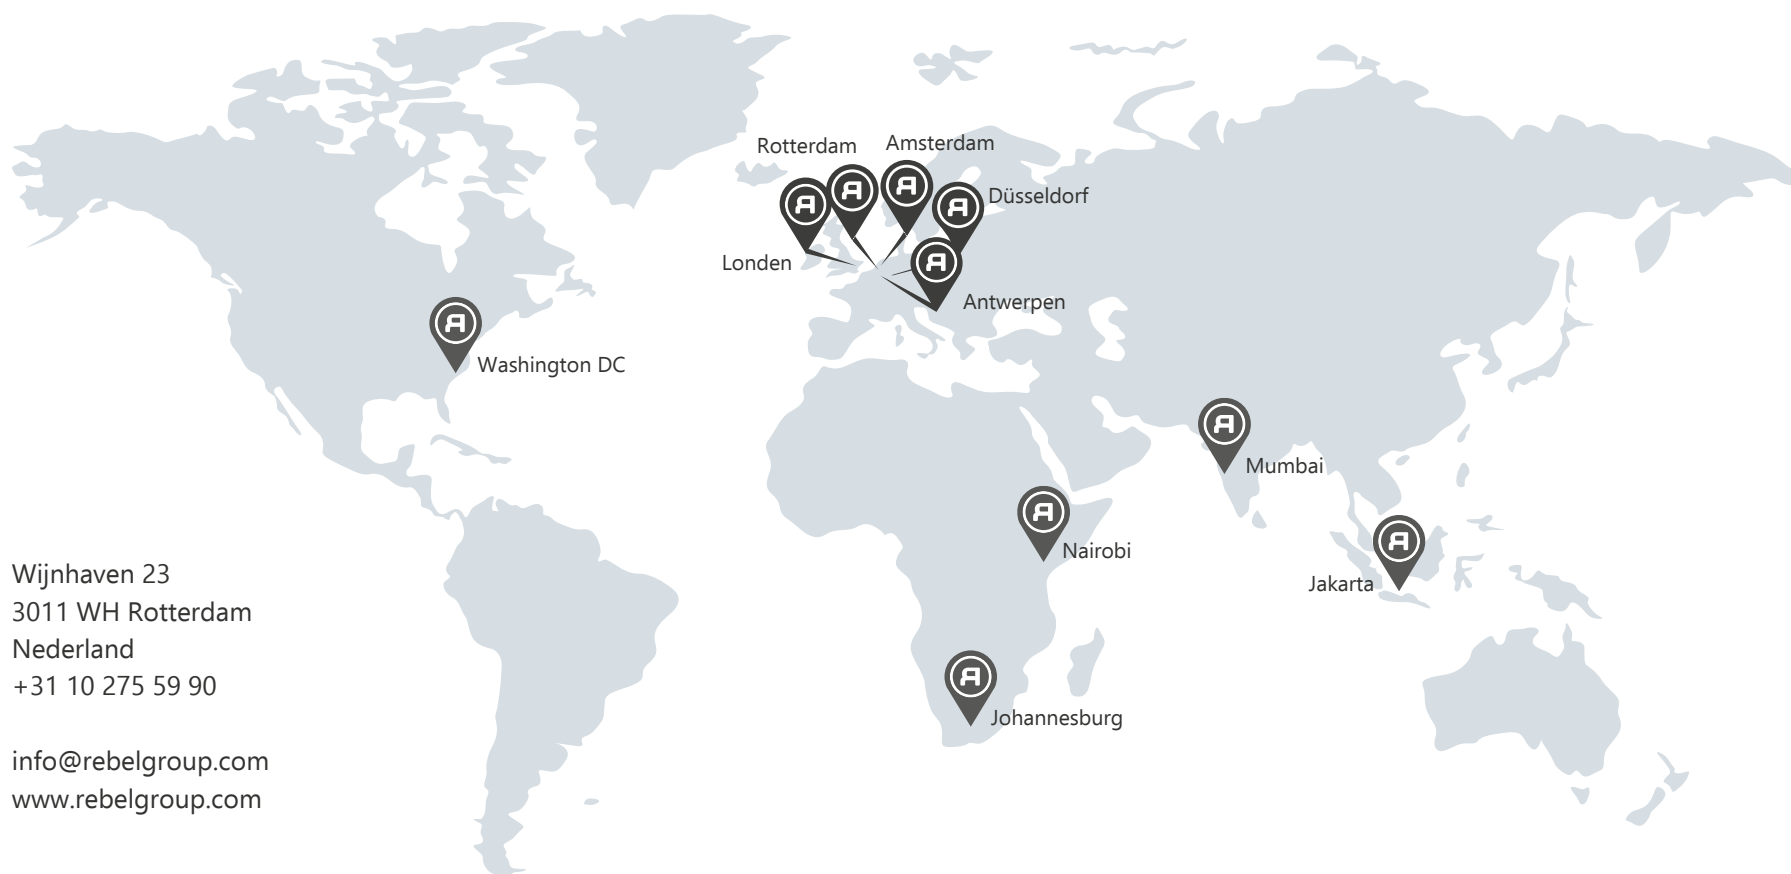 Rotterdam
Amsterdam
Düsseldorf
Londen
Antwerpen
Washington DC
Mumbai
Nairobi
Jakarta
Johannesburg
Wijnhaven 23
3011 WH Rotterdam
Nederland
+31 10 275 59 90
info@rebelgroup.com
www.rebelgroup.com